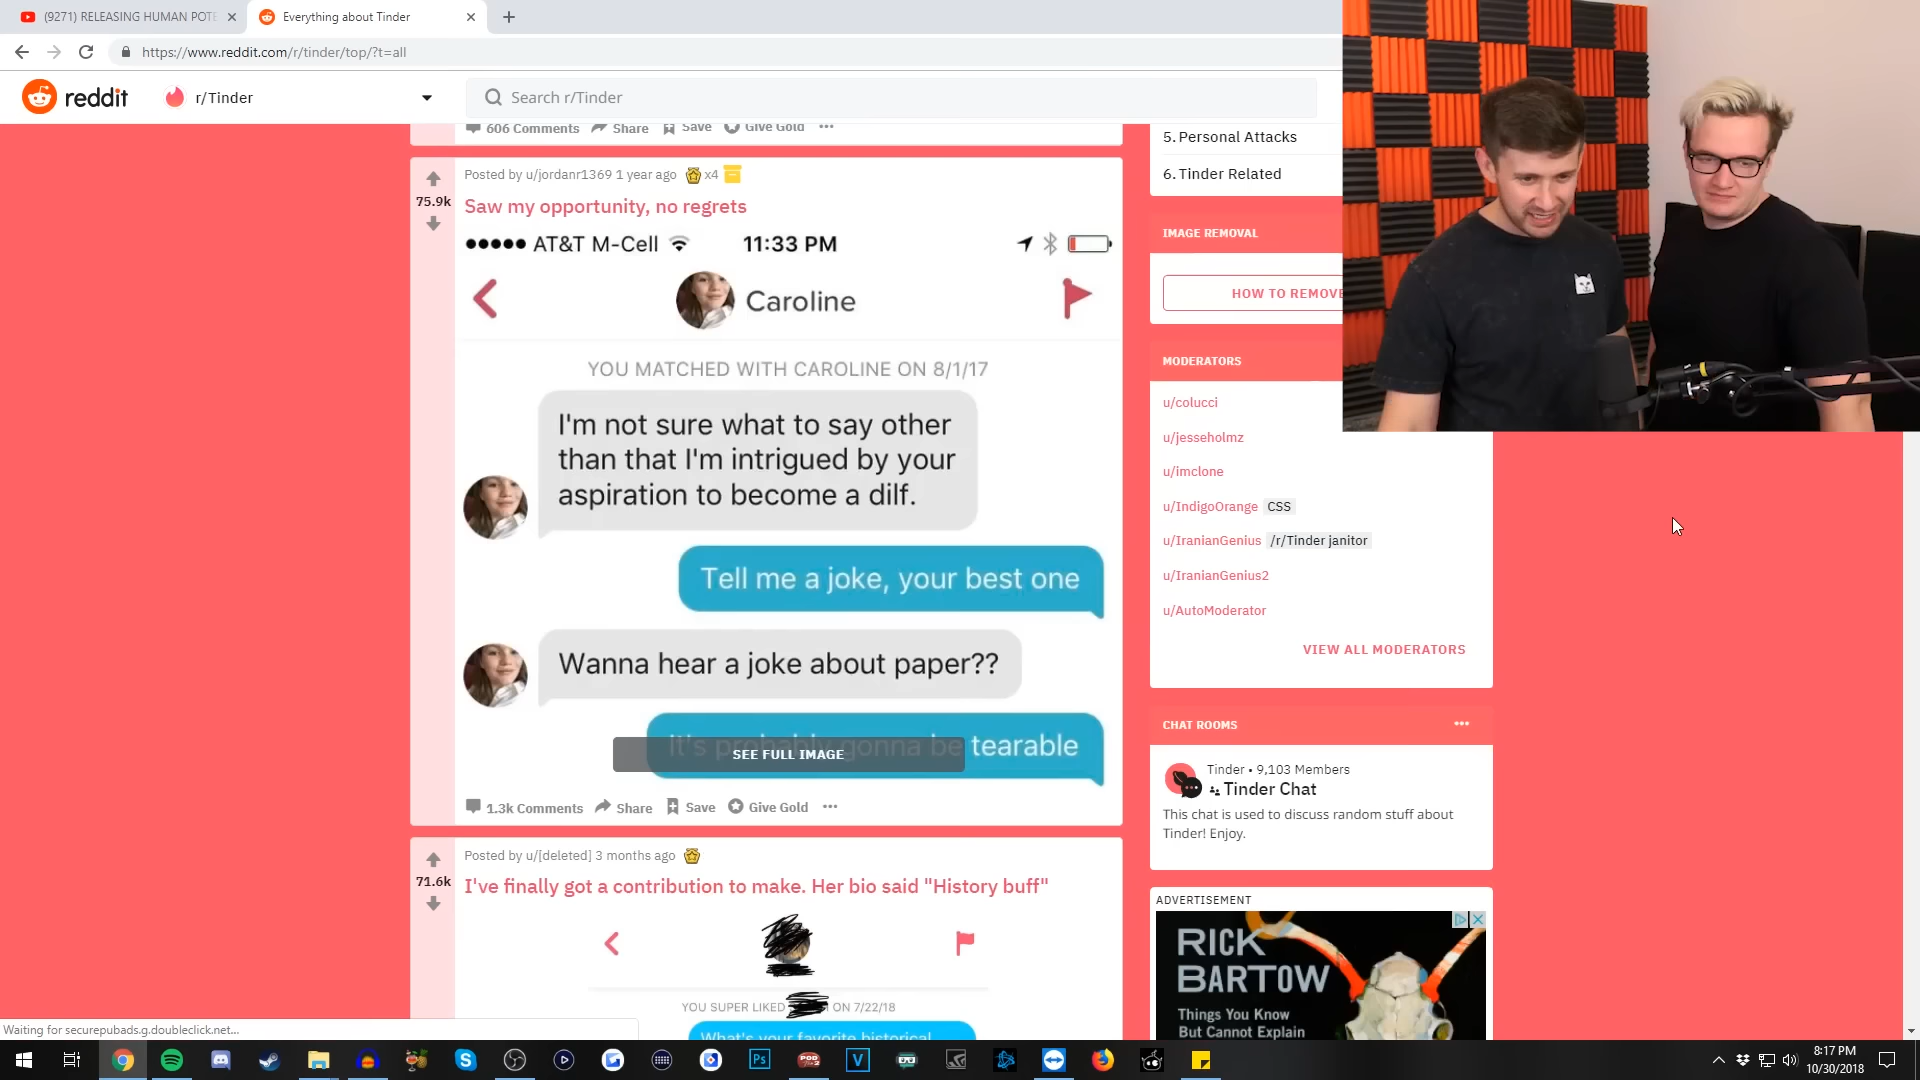 (9271) RELEASING HUMAN POTE
Everything about Tinder
https://www.reddit.com/r/tinder/top/?t=all
reddit
r/Tinder
Search r/Tinder
606 Comments Share Save Give Gold
Posted by u/jordanr1369 1 year ago x4
75.9k
Saw my opportunity, no regrets
AT&T M-Cell 11:33 PM
Caroline
YOU MATCHED WITH CAROLINE ON 8/1/17
I'm not sure what to say other
than that I'm intrigued by your
aspiration to become a dilf.
Tell me a joke, your best one
Wanna hear a joke about paper??
It's probably gonna be tearable
SEE FULL IMAGE
1.3k Comments Share Save Give Gold
Posted by u/[deleted] 3 months ago
71.6k
I've finally got a contribution to make. Her bio said "History buff"
YOU SUPER LIKED ON 7/22/18
What's your favorite historical
5. Personal Attacks
6. Tinder Related
IMAGE REMOVAL
HOW TO REMOVE
MODERATORS
u/colucci
u/jesseholmz
u/imclone
u/IndigoOrange CSS
u/IranianGenius /r/Tinder janitor
u/IranianGenius2
u/AutoModerator
VIEW ALL MODERATORS
CHAT ROOMS
Tinder • 9,103 Members
Tinder Chat
This chat is used to discuss random stuff about
Tinder! Enjoy.
ADVERTISEMENT
RICK
BARTOW
Things You Know
But Cannot Explain
Waiting for securepubads.g.doubleclick.net...
8:17 PM
10/30/2018